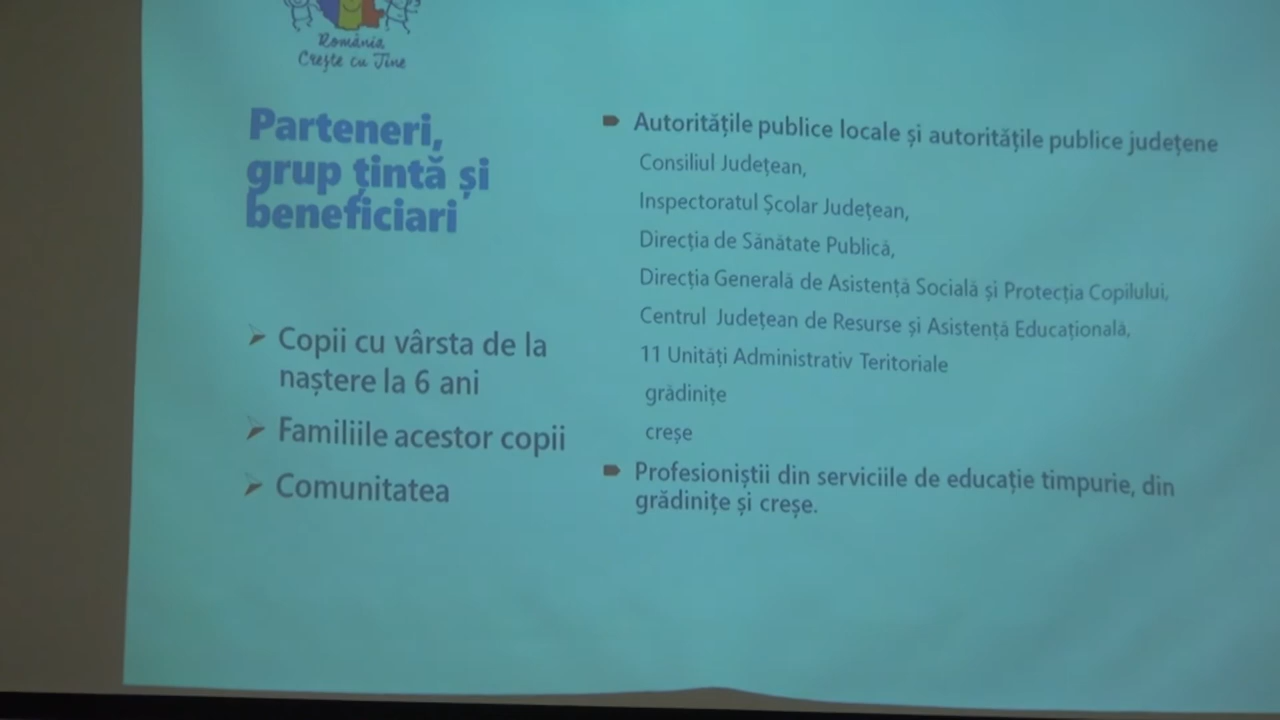 România
Crește cu Tine
Parteneri,
grup țintă și
beneficiari
Copii cu vârsta de la
naștere la 6 ani
Familiile acestor copii
Comunitatea
Autoritățile publice locale și autoritățile publice județene
Consiliul Județean,
Inspectoratul Școlar Județean,
Direcția de Sănătate Publică,
Direcția Generală de Asistență Socială și Protecția Copilului,
Centrul Județean de Resurse și Asistență Educațională,
11 Unități Administrativ Teritoriale
grădinițe
creșe
Profesioniștii din serviciile de educație timpurie, din
grădinițe și creșe.